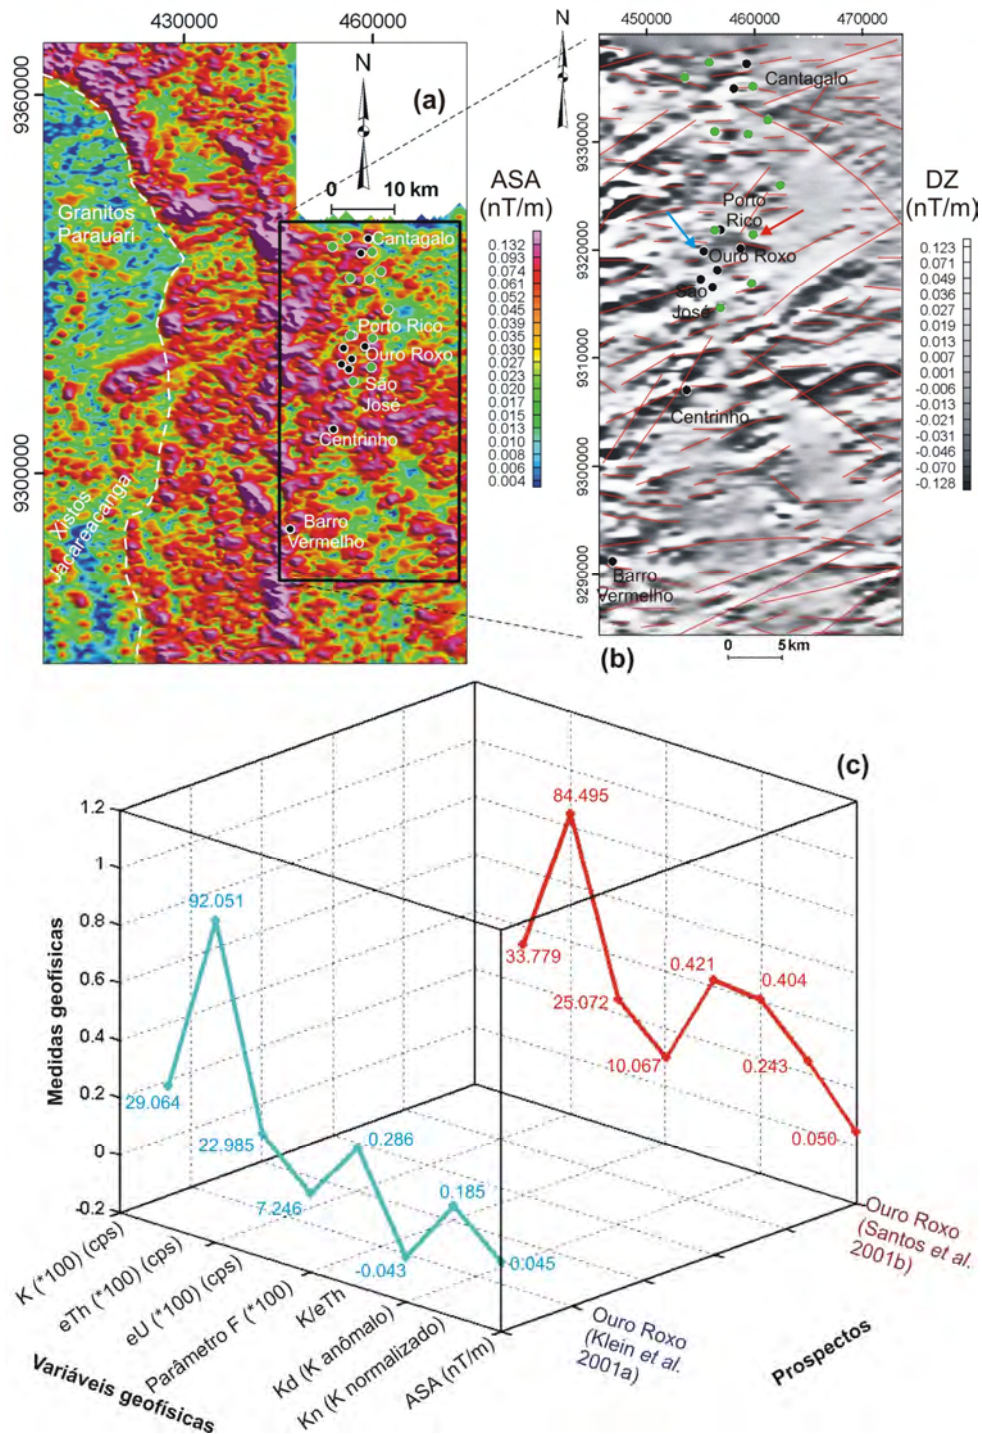 4300000
460000
9360000
9300000
N
(a)
0 10 km
Granitos
Parauari
Xistos
Jacareacanga
Cantagalo
Porto Rico
Ouro Roxo
São
José
Centrinho
Barro
Vermelho
ASA
(nT/m)
0.132
0.093
0.074
0.061
0.052
0.045
0.039
0.035
0.030
0.027
0.023
0.020
0.017
0.015
0.013
0.010
0.008
0.006
0.004
N
450000
460000
470000
9330000
9320000
9310000
9300000
9290000
Cantagalo
Porto
Rico
Ouro Roxo
São
José
Centrinho
Barro
Vermelho
(b)
0 5 km
DZ
(nT/m)
0.123
0.071
0.049
0.036
0.027
0.019
0.013
0.007
0.001
-0.006
-0.013
-0.021
-0.031
-0.046
-0.070
-0.128
(c)
1.2
1
0.8
0.6
0.4
0.2
0
-0.2
Medidas geofísicas
92.051
29.064
22.985
7.246
0.286
-0.043
0.185
0.045
84.495
33.779
25.072
10.067
0.421
0.404
0.243
0.050
K (*100) (cps)
eTh (*100) (cps)
eU (*100) (cps)
Parâmetro F (*100)
K/eTh
Kd (K anômalo)
Kn (K normalizado)
ASA (nT/m)
Variáveis geofísicas
Ouro Roxo
(Klein et al.
2001a)
Ouro Roxo
(Santos et al.
2001b)
Prospectos